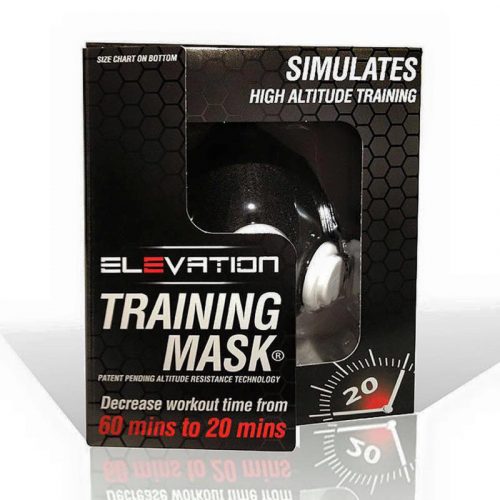 SIZE CHART ON BOTTOM
SIMULATES
HIGH ALTITUDE TRAINING
ELEVATION
TRAINING
MASK®
PATENT PENDING ALTITUDE RESISTANCE TECHNOLOGY
Decrease workout time from
60 mins to 20 mins
20